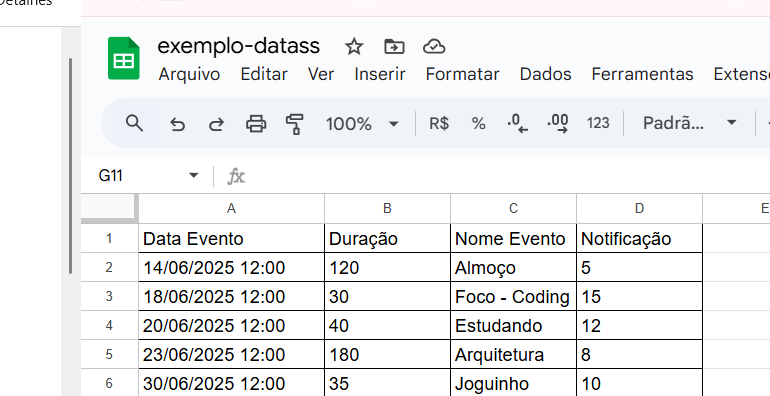 exemplo-datass
Arquivo Editar Ver Inserir Formatar Dados Ferramentas
100% R$ % .0 .00 123 Padrã...
G11 fx
A B C D E
1 Data Evento Duração Nome Evento Notificação
2 14/06/2025 12:00 120 Almoço 5
3 18/06/2025 12:00 30 Foco - Coding 15
4 20/06/2025 12:00 40 Estudando 12
5 23/06/2025 12:00 180 Arquitetura 8
6 30/06/2025 12:00 35 Joguinho 10